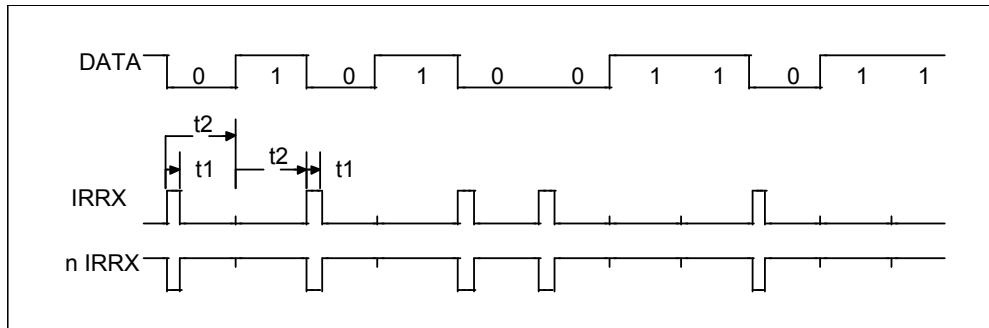 DATA 0 1 0 1 0 0 1 1 0 1 1
t2
t1 t2 t1
IRRX
n IRRX